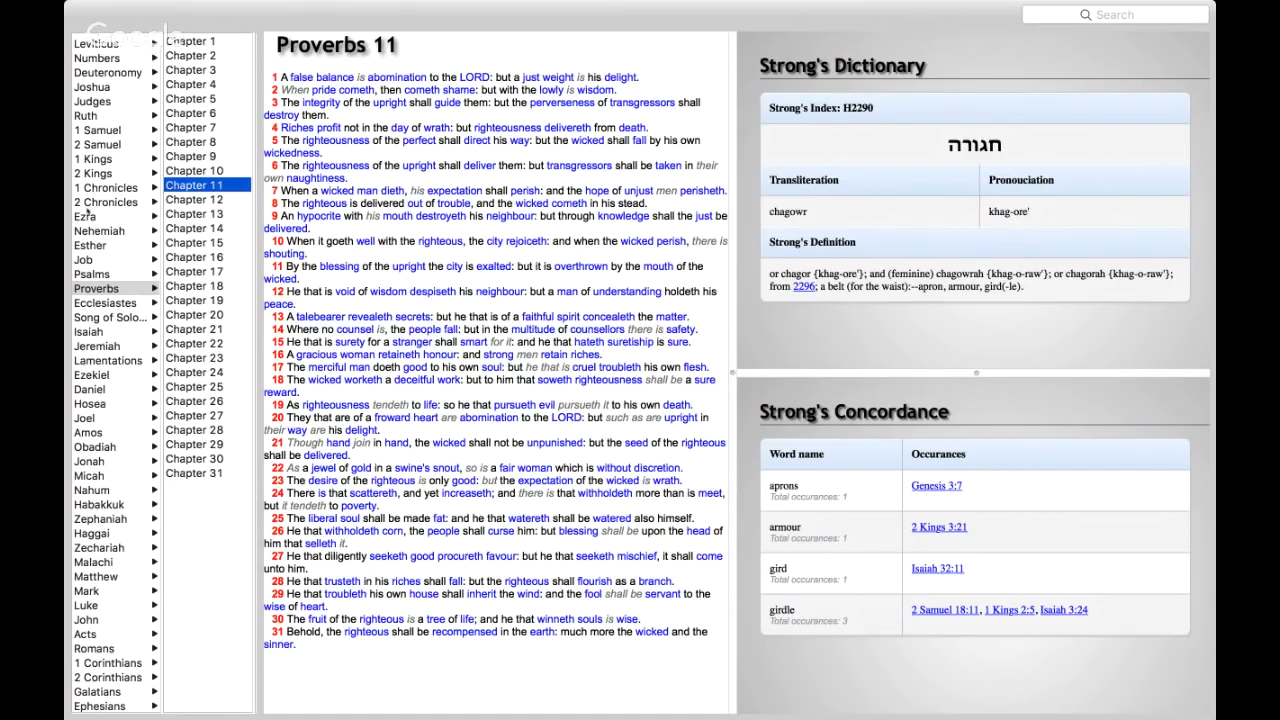 Search
Google
Leviticus
Numbers
Deuteronomy
Joshua
Judges
Ruth
1 Samuel
2 Samuel
1 Kings
2 Kings
1 Chronicles
2 Chronicles
Ezra
Nehemiah
Esther
Job
Psalms
Proverbs
Ecclesiastes
Song of Solo...
Isaiah
Jeremiah
Lamentations
Ezekiel
Daniel
Hosea
Joel
Amos
Obadiah
Jonah
Micah
Nahum
Habakkuk
Zephaniah
Haggai
Zechariah
Malachi
Matthew
Mark
Luke
John
Acts
Romans
1 Corinthians
2 Corinthians
Galatians
Ephesians
Chapter 1
Chapter 2
Chapter 3
Chapter 4
Chapter 5
Chapter 6
Chapter 7
Chapter 8
Chapter 9
Chapter 10
Chapter 11
Chapter 12
Chapter 13
Chapter 14
Chapter 15
Chapter 16
Chapter 17
Chapter 18
Chapter 19
Chapter 20
Chapter 21
Chapter 22
Chapter 23
Chapter 24
Chapter 25
Chapter 26
Chapter 27
Chapter 28
Chapter 29
Chapter 30
Chapter 31
Proverbs 11
1 A false balance is abomination to the LORD: but a just weight is his delight.
2 When pride cometh, then cometh shame: but with the lowly is wisdom.
3 The integrity of the upright shall guide them: but the perverseness of transgressors shall
destroy them.
4 Riches profit not in the day of wrath: but righteousness delivereth from death.
5 The righteousness of the perfect shall direct his way: but the wicked shall fall by his own
wickedness.
6 The righteousness of the upright shall deliver them: but transgressors shall be taken in their
own naughtiness.
7 When a wicked man dieth, his expectation shall perish: and the hope of unjust men perisheth.
8 The righteous is delivered out of trouble, and the wicked cometh in his stead.
9 An hypocrite with his mouth destroyeth his neighbour: but through knowledge shall the just be
delivered.
10 When it goeth well with the righteous, the city rejoiceth: and when the wicked perish, there is
shouting.
11 By the blessing of the upright the city is exalted: but it is overthrown by the mouth of the
wicked.
12 He that is void of wisdom despiseth his neighbour: but a man of understanding holdeth his
peace.
13 A talebearer revealeth secrets: but he that is of a faithful spirit concealeth the matter.
14 Where no counsel is, the people fall: but in the multitude of counsellors there is safety.
15 He that is surety for a stranger shall smart for it: and he that hateth suretiship is sure.
16 A gracious woman retaineth honour: and strong men retain riches.
17 The merciful man doeth good to his own soul: but he that is cruel troubleth his own flesh.
18 The wicked worketh a deceitful work: but to him that soweth righteousness shall be a sure
reward.
19 As righteousness tendeth to life: so he that pursueth evil pursueth it to his own death.
20 They that are of a froward heart are abomination to the LORD: but such as are upright in
their way are his delight.
21 Though hand join in hand, the wicked shall not be unpunished: but the seed of the righteous
shall be delivered.
22 As a jewel of gold in a swine's snout, so is a fair woman which is without discretion.
23 The desire of the righteous is only good: but the expectation of the wicked is wrath.
24 There is that scattereth, and yet increaseth; and there is that withholdeth more than is meet,
but it tendeth to poverty.
25 The liberal soul shall be made fat: and he that watereth shall be watered also himself.
26 He that withholdeth corn, the people shall curse him: but blessing shall be upon the head of
him that selleth it.
27 He that diligently seeketh good procureth favour: but he that seeketh mischief, it shall come
unto him.
28 He that trusteth in his riches shall fall: but the righteous shall flourish as a branch.
29 He that troubleth his own house shall inherit the wind: and the fool shall be servant to the
wise of heart.
30 The fruit of the righteous is a tree of life; and he that winneth souls is wise.
31 Behold, the righteous shall be recompensed in the earth: much more the wicked and the
sinner.
Strong's Dictionary
Strong's Index: H2290
חגורה
Transliteration Pronouciation
chagowr khag-ore'
Strong's Definition
or chagor {khag-ore'}; and (feminine) chagowrah {khag-o-raw'}; or chagorah {khag-o-raw'};
from 2296; a belt (for the waist):--apron, armour, gird(-le).
Strong's Concordance
Word name Occurances
aprons Genesis 3:7
Total occurances: 1
armour 2 Kings 3:21
Total occurances: 1
gird Isaiah 32:11
Total occurances: 1
girdle 2 Samuel 18:11, 1 Kings 2:5, Isaiah 3:24
Total occurances: 3